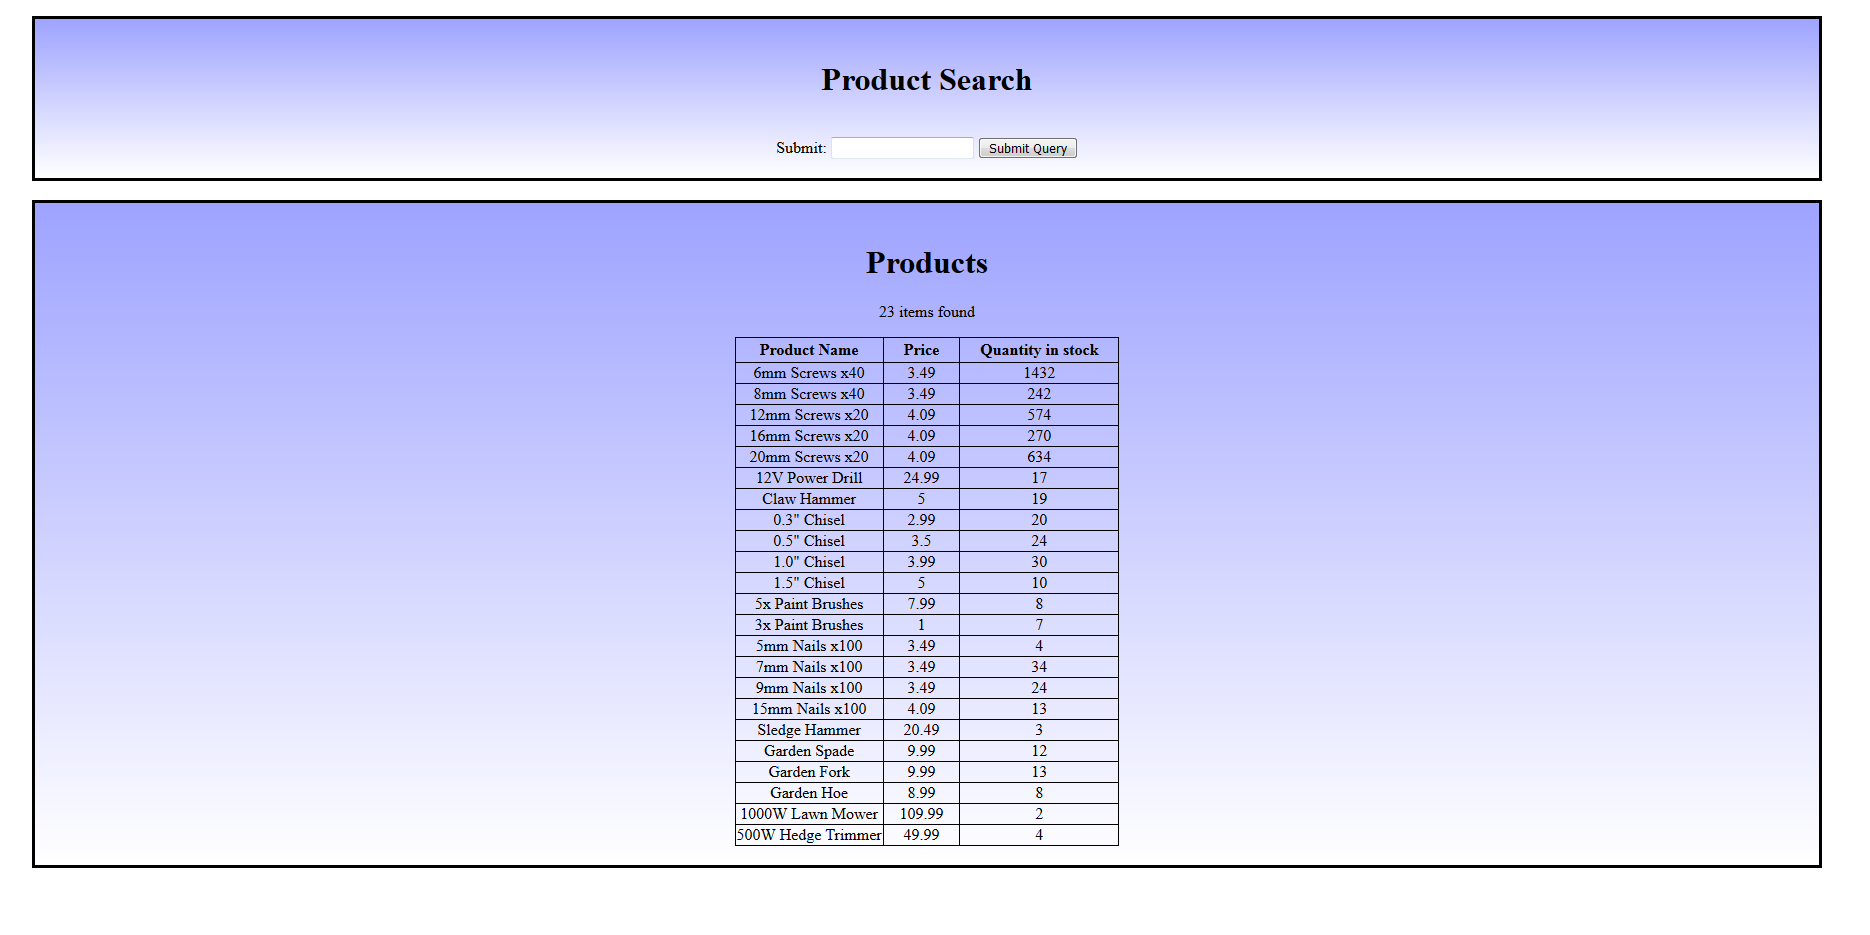 Product Search
Submit: Submit Query
Products
23 items found
Product Name Price Quantity in stock
6mm Screws x40 3.49 1432
8mm Screws x40 3.49 242
12mm Screws x20 4.09 574
16mm Screws x20 4.09 270
20mm Screws x20 4.09 634
12V Power Drill 24.99 17
Claw Hammer 5 19
0.3" Chisel 2.99 20
0.5" Chisel 3.5 24
1.0" Chisel 3.99 30
1.5" Chisel 5 10
5x Paint Brushes 7.99 8
3x Paint Brushes 1 7
5mm Nails x100 3.49 4
7mm Nails x100 3.49 34
9mm Nails x100 3.49 24
15mm Nails x100 4.09 13
Sledge Hammer 20.49 3
Garden Spade 9.99 12
Garden Fork 9.99 13
Garden Hoe 8.99 8
1000W Lawn Mower 109.99 2
500W Hedge Trimmer 49.99 4